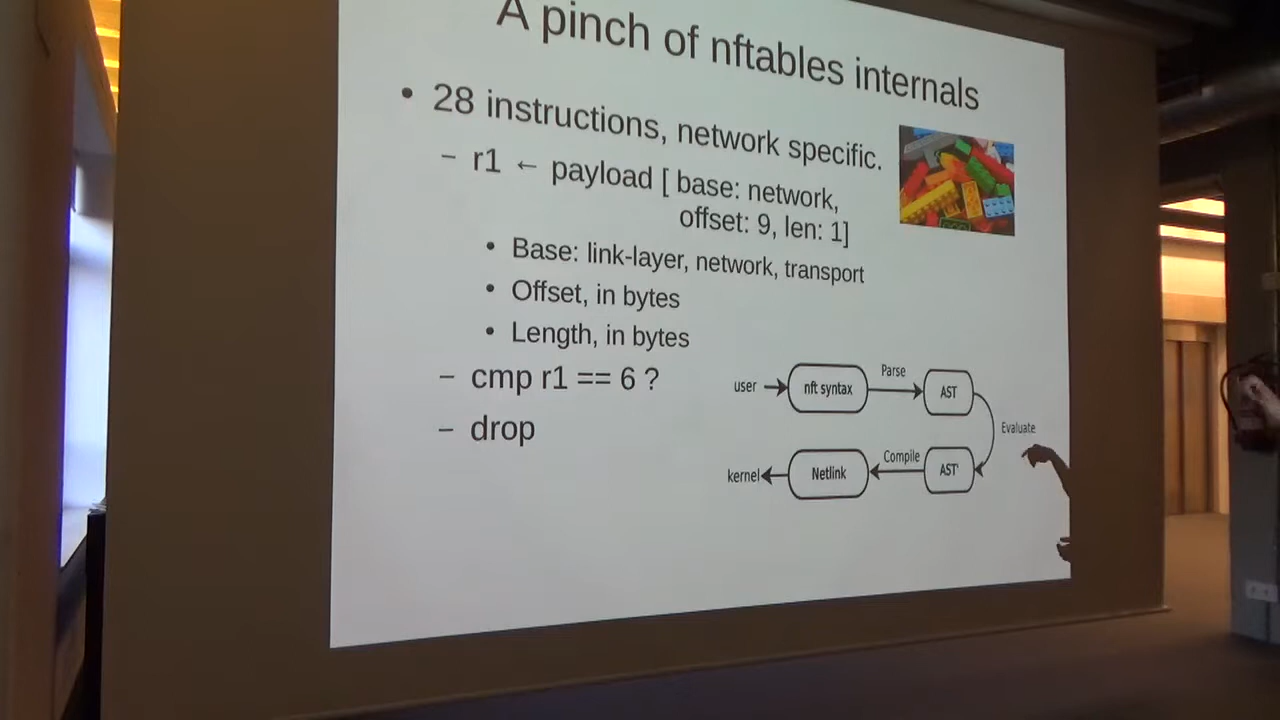 A pinch of nftables internals
• 28 instructions, network specific.
– r1 ← payload [ base: network,
offset: 9, len: 1]
• Base: link-layer, network, transport
• Offset, in bytes
• Length, in bytes
– cmp r1 == 6 ?
– drop
user
nft syntax
Parse
AST
Evaluate
AST'
Compile
Netlink
kernel